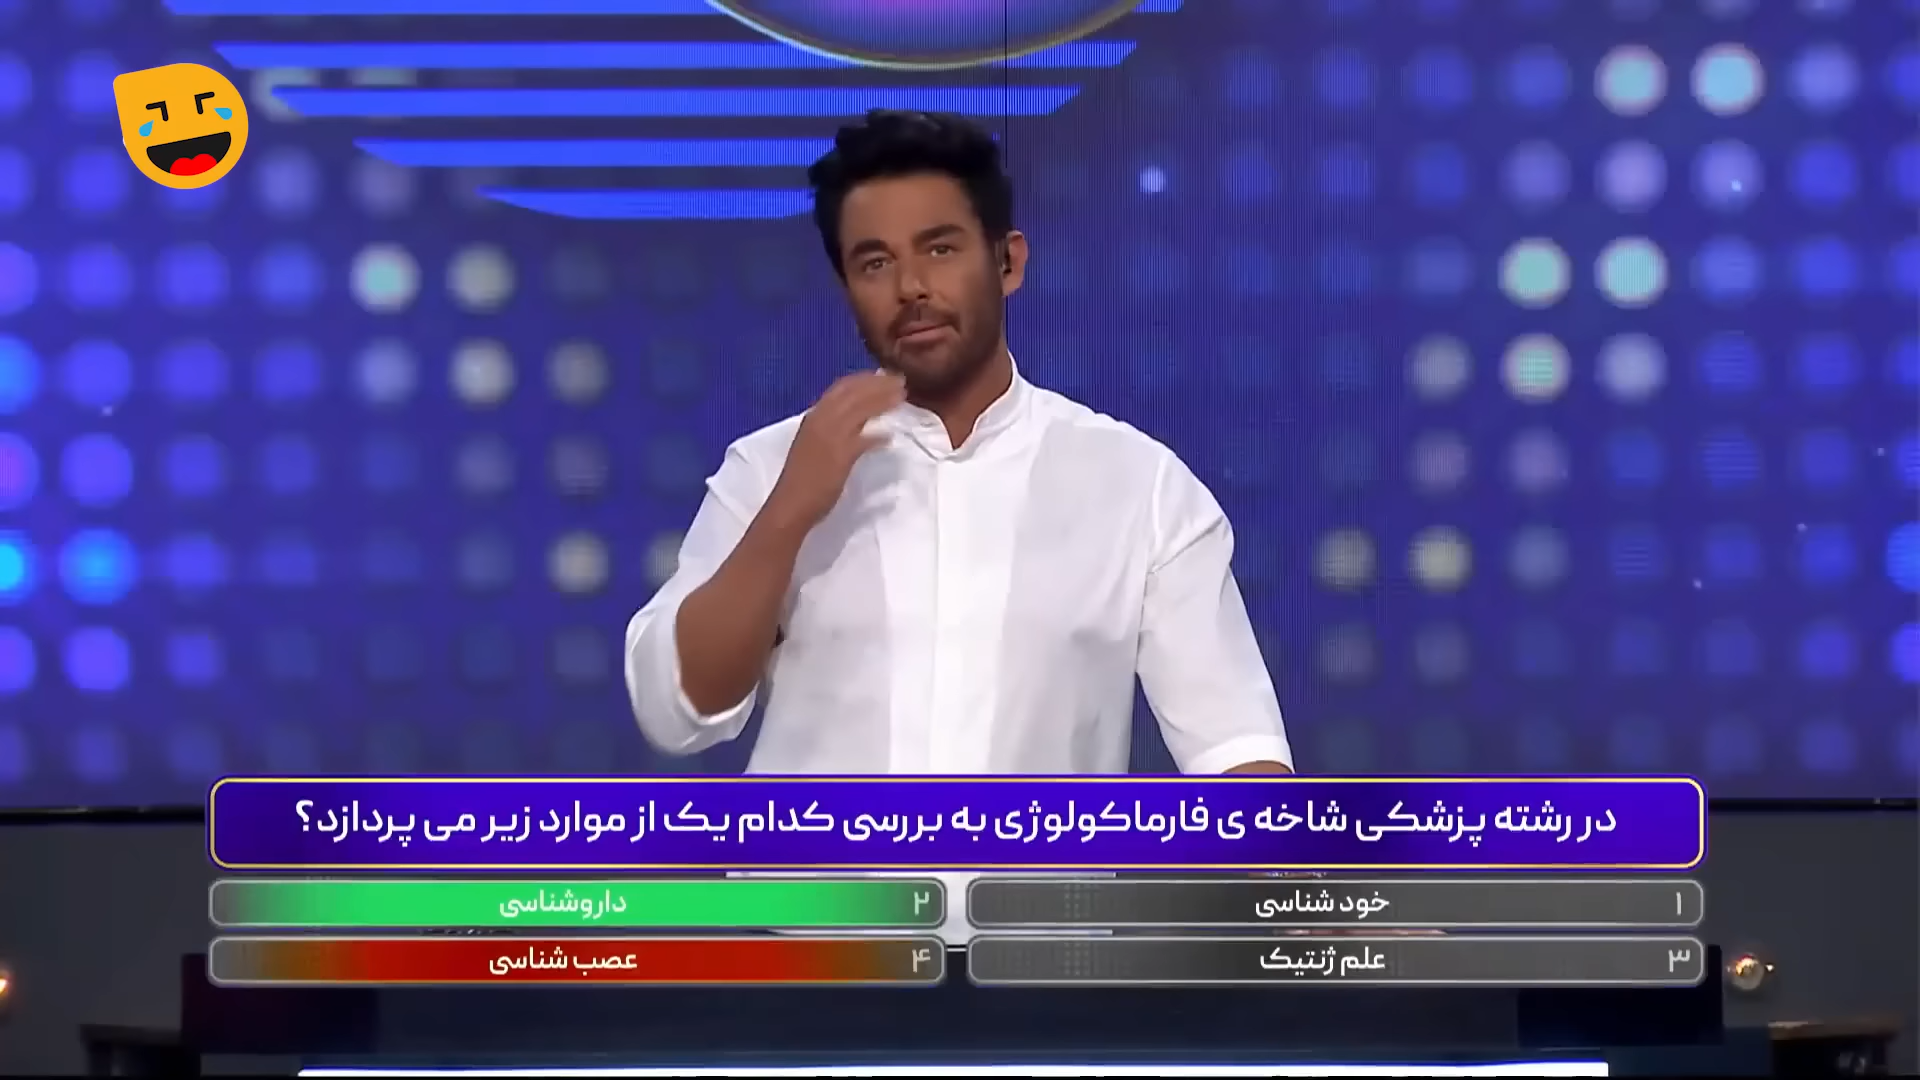 در رشته پزشکی شاخه ی فارماکولوژی به بررسی کدام یک از موارد زیر می پردازد؟
۱ خود شناسی
۲ داروشناسی
۳ علم ژنتیک
۴ عصب شناسی